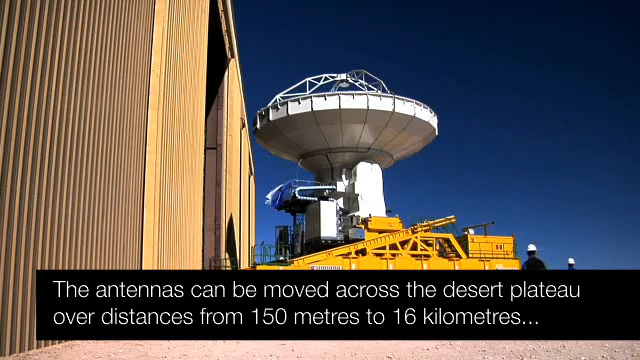 The antennas can be moved across the desert plateau
over distances from 150 metres to 16 kilometres...